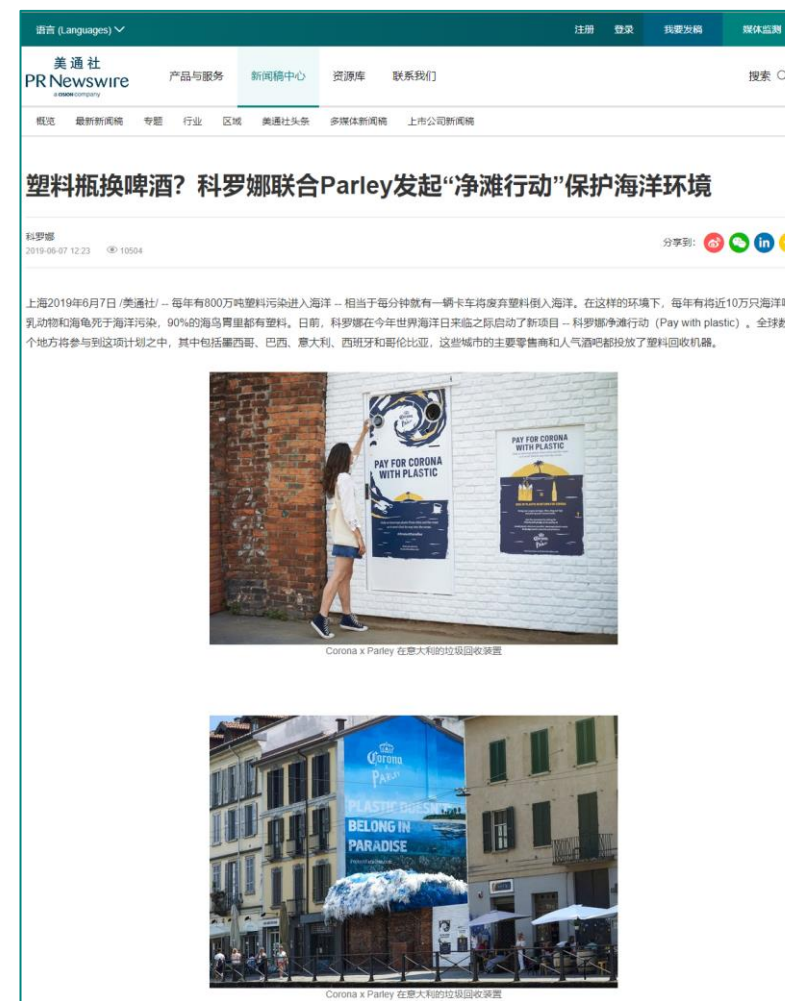 语言 (Languages)
注册 登录 我要发稿 媒体监测
美通社
PR Newswire
a CISION company
产品与服务 新闻稿中心 资源库 联系我们
搜索
概览 最新新闻稿 专题 行业 区域 美通社头条 多媒体新闻稿 上市公司新闻稿
塑料瓶换啤酒？科罗娜联合Parley发起“净滩行动”保护海洋环境
科罗娜
2019-06-07 12:23 10504
分享到:
上海2019年6月7日 /美通社/ -- 每年有800万吨塑料污染进入海洋 -- 相当于每分钟就有一辆卡车将废弃塑料倒入海洋。在这样的环境下，每年有将近10万只海洋
乳动物和海龟死于海洋污染，90%的海鸟胃里都有塑料。日前，科罗娜在今年世界海洋日来临之际启动了新项目 -- 科罗娜净滩行动（Pay with plastic）。全球数
个地方将参与到这项计划之中，其中包括墨西哥、巴西、意大利、西班牙和哥伦比亚，这些城市的主要零售商和人气酒吧都投放了塑料回收机器。
Corona
Parley
PAY FOR CORONA
WITH PLASTIC
PAY FOR CORONA
WITH PLASTIC
Corona
Parley
Corona x Parley 在意大利的垃圾回收装置
Corona
PARLEY
PLASTIC DOESN'T
BELONG IN
PARADISE
Corona x Parley 在意大利的垃圾回收装置